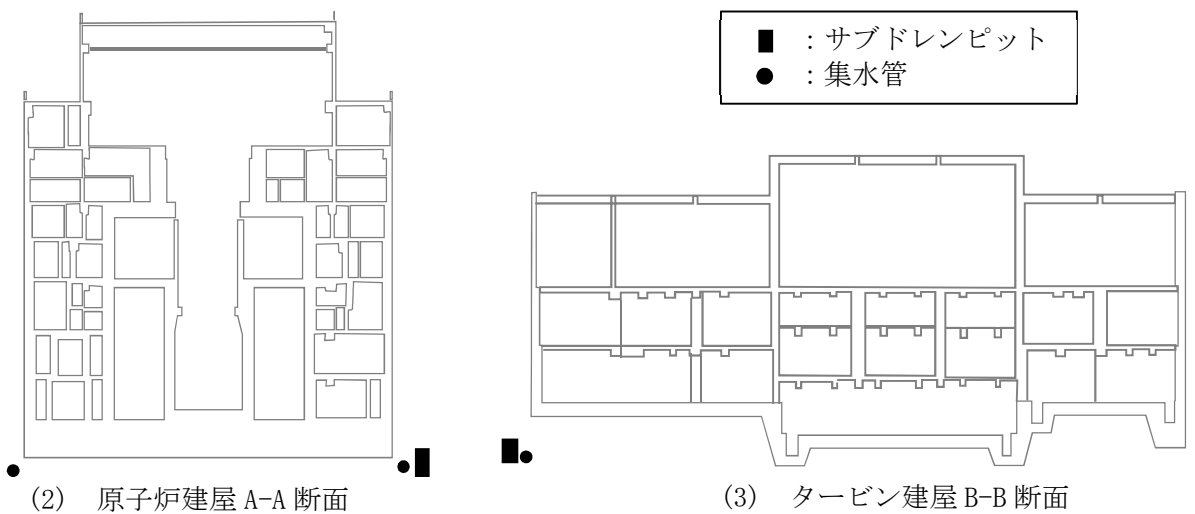 ：サブドレンピット
：集水管
(2) 原子炉建屋 A-A 断面
(3) タービン建屋 B-B 断面